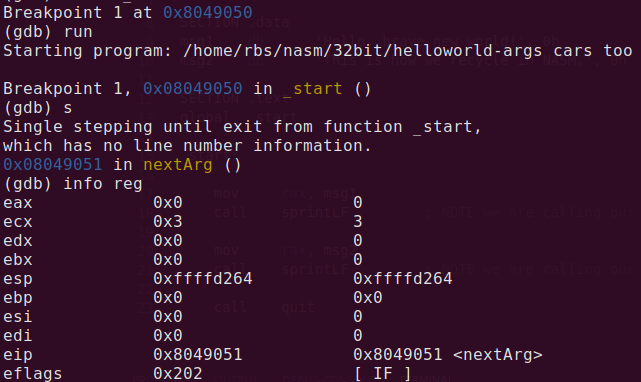 Breakpoint 1 at 0x8049050
(gdb) run
Starting program: /home/rbs/nasm/32bit/helloworld-args cars too
Breakpoint 1, 0x08049050 in _start ()
(gdb) s
Single stepping until exit from function _start,
which has no line number information.
0x08049051 in nextArg ()
(gdb) info reg
eax 0x0 0
ecx 0x3 3
edx 0x0 0
ebx 0x0 0
esp 0xffffd264 0xffffd264
ebp 0x0 0x0
esi 0x0 0
edi 0x0 0
eip 0x8049051 0x8049051 <nextArg>
eflags 0x202 [ IF ]